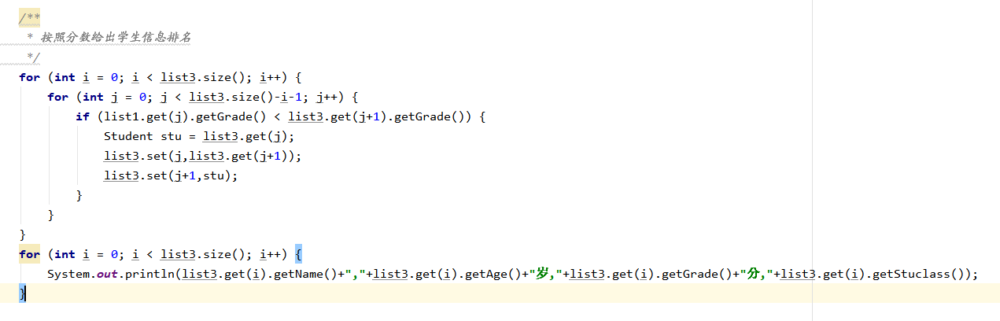 /**
 * 按照分数给出学生信息排名
 */
for (int i = 0; i < list3.size(); i++) {
    for (int j = 0; j < list3.size()-i-1; j++) {
        if (list1.get(j).getGrade() < list3.get(j+1).getGrade()) {
            Student stu = list3.get(j);
            list3.set(j,list3.get(j+1));
            list3.set(j+1,stu);
        }
    }
}
for (int i = 0; i < list3.size(); i++) {
    System.out.println(list3.get(i).getName()+","+list3.get(i).getAge()+"岁,"+list3.get(i).getGrade()+"分,"+list3.get(i).getStuclass());
}